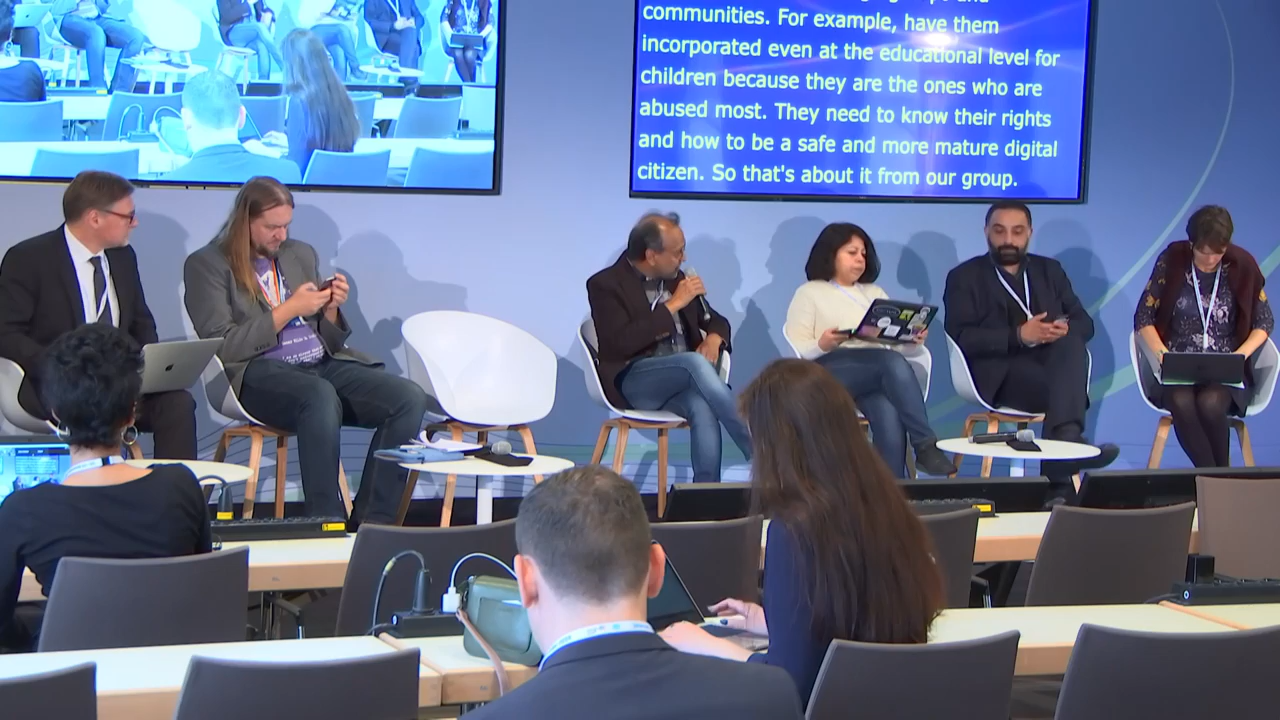 communities. For example, have them
incorporated even at the educational level for
children because they are the ones who are
abused most. They need to know their rights
and how to be a safe and more mature digital
citizen. So that's about it from our group.